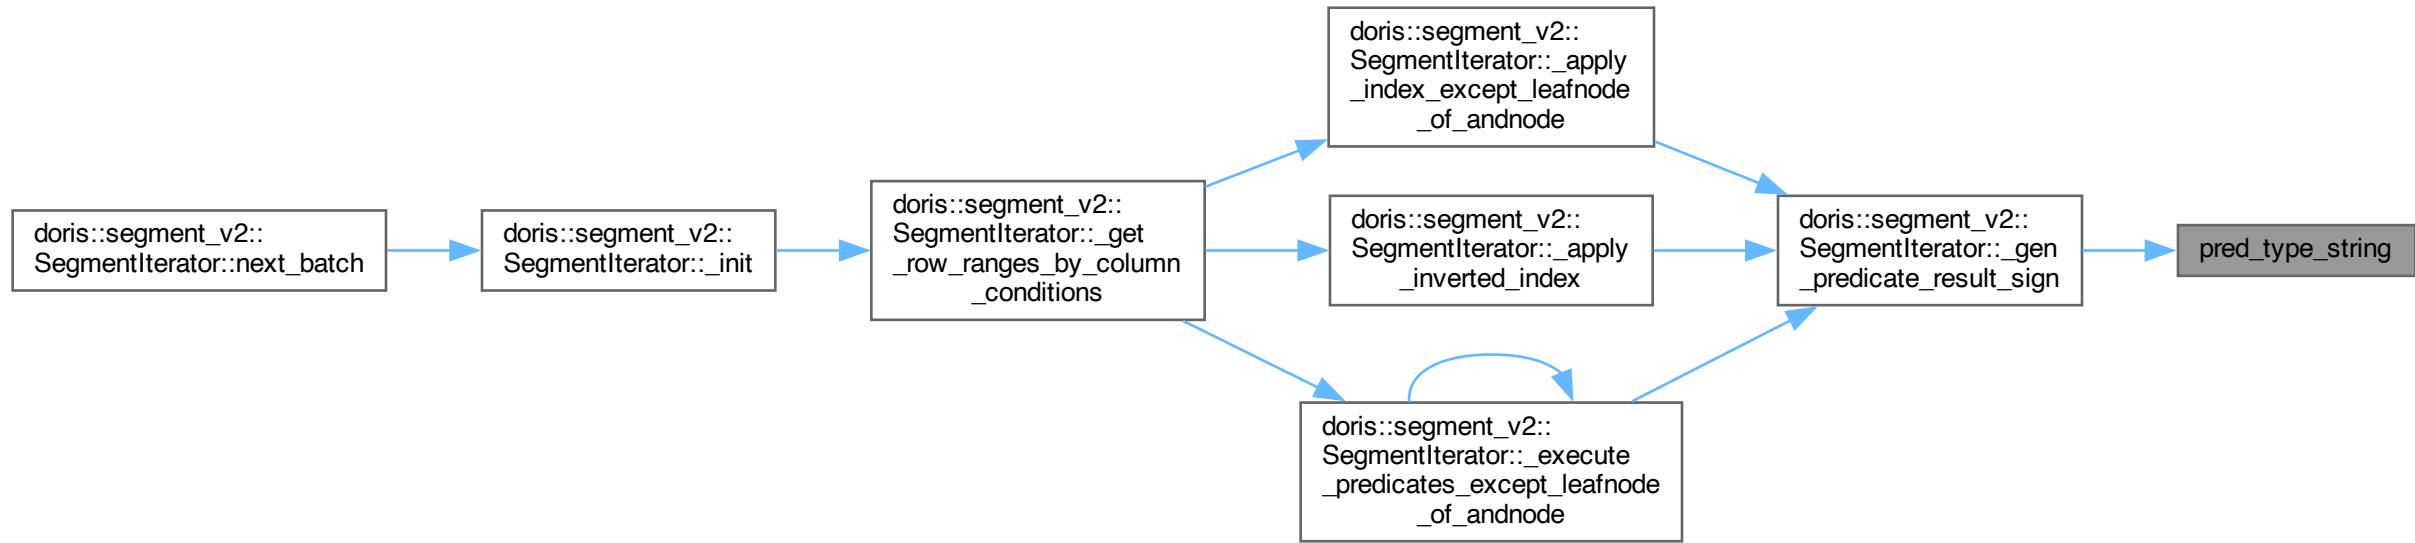 doris::segment_v2::
SegmentIterator::next_batch
doris::segment_v2::
SegmentIterator::_init
doris::segment_v2::
SegmentIterator::_get
_row_ranges_by_column
_conditions
doris::segment_v2::
SegmentIterator::_apply
_index_except_leafnode
_of_andnode
doris::segment_v2::
SegmentIterator::_apply
_inverted_index
doris::segment_v2::
SegmentIterator::_execute
_predicates_except_leafnode
_of_andnode
doris::segment_v2::
SegmentIterator::_gen
_predicate_result_sign
pred_type_string